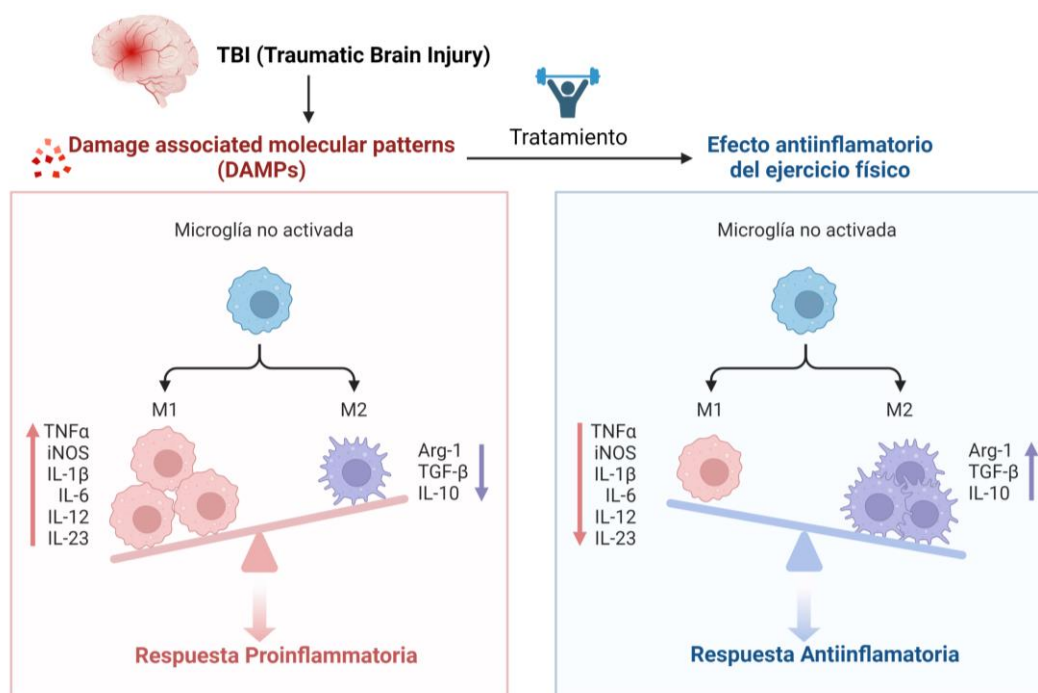 TBI (Traumatic Brain Injury)
Damage associated molecular patterns
(DAMPs)
Tratamiento
Efecto antiinflamatorio
del ejercicio físico
Microglía no activada
M1
M2
TNFα
iNOS
IL-1β
IL-6
IL-12
IL-23
Arg-1
TGF-β
IL-10
Respuesta Proinflammatoria
Microglía no activada
M1
M2
TNFα
iNOS
IL-1β
IL-6
IL-12
IL-23
Arg-1
TGF-β
IL-10
Respuesta Antiinflamatoria